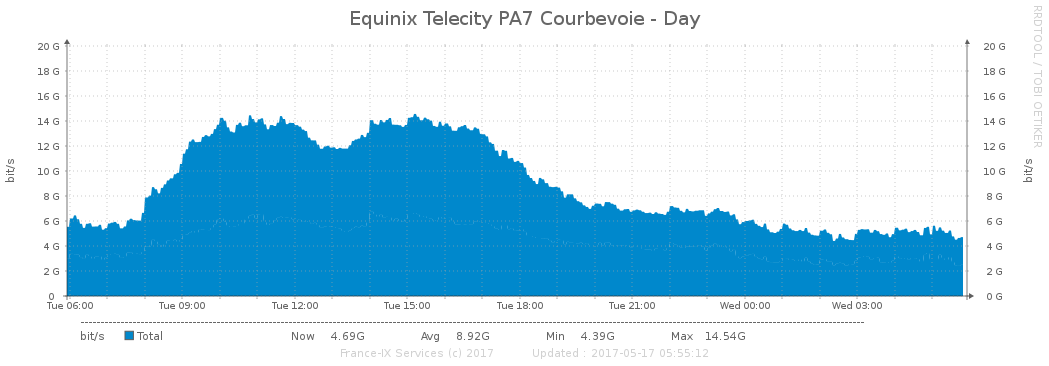 Equinix Telecity PA7 Courbevoie - Day
RRDTOOL / TOBI OETIKER
bit/s
bit/s
20 G 20 G
18 G 18 G
16 G 16 G
14 G 14 G
12 G 12 G
10 G 10 G
8 G 8 G
6 G 6 G
4 G 4 G
2 G 2 G
0 0 G
Tue 06:00 Tue 09:00 Tue 12:00 Tue 15:00 Tue 18:00 Tue 21:00 Wed 00:00 Wed 03:00
bit/s Total Now 4.69G Avg 8.92G Min 4.39G Max 14.54G
France-IX Services (c) 2017 Updated : 2017-05-17 05:55:12